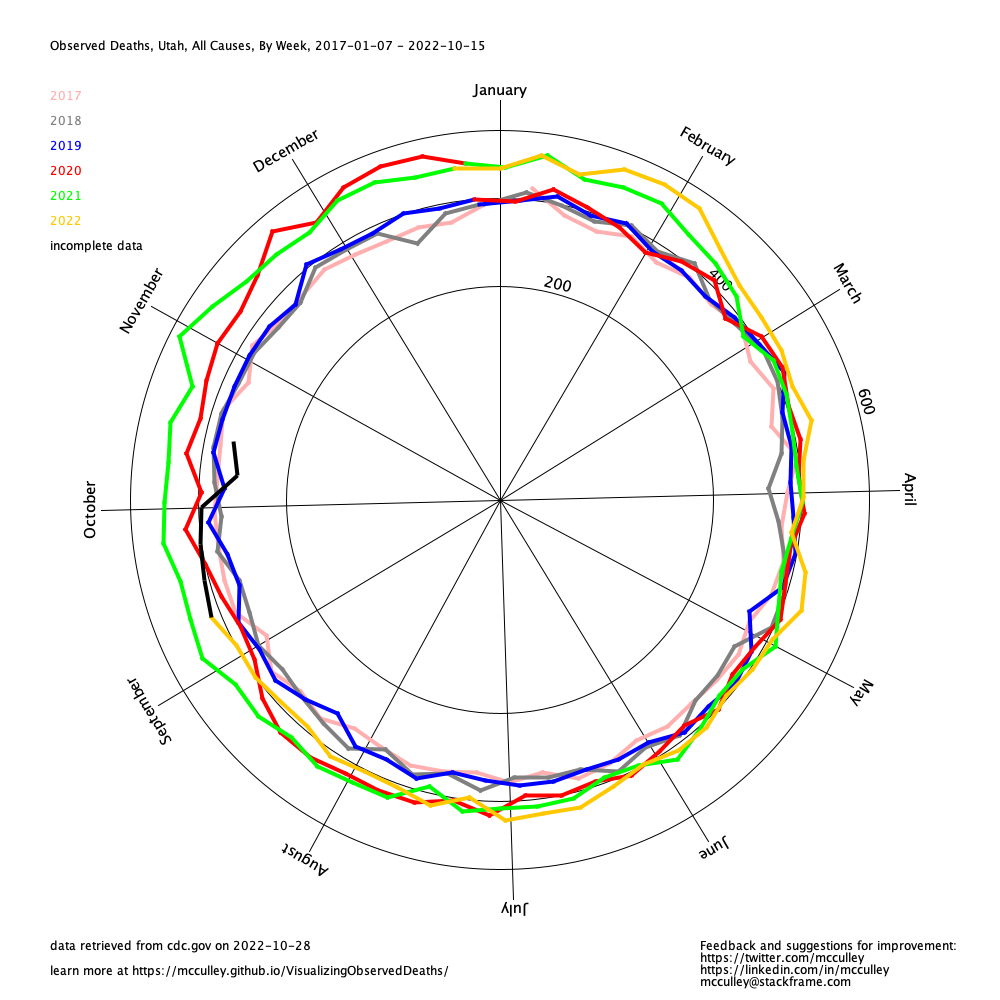 Observed Deaths, Utah, All Causes, By Week, 2017-01-07 - 2022-10-15
2017
2018
2019
2020
2021
2022
incomplete data
January
February
March
April
May
June
July
August
September
October
November
December
200
400
600
data retrieved from cdc.gov on 2022-10-28
learn more at https://mcculley.github.io/VisualizingObservedDeaths/
Feedback and suggestions for improvement:
https://twitter.com/mcculley
https://linkedin.com/in/mcculley
mcculley@stackframe.com